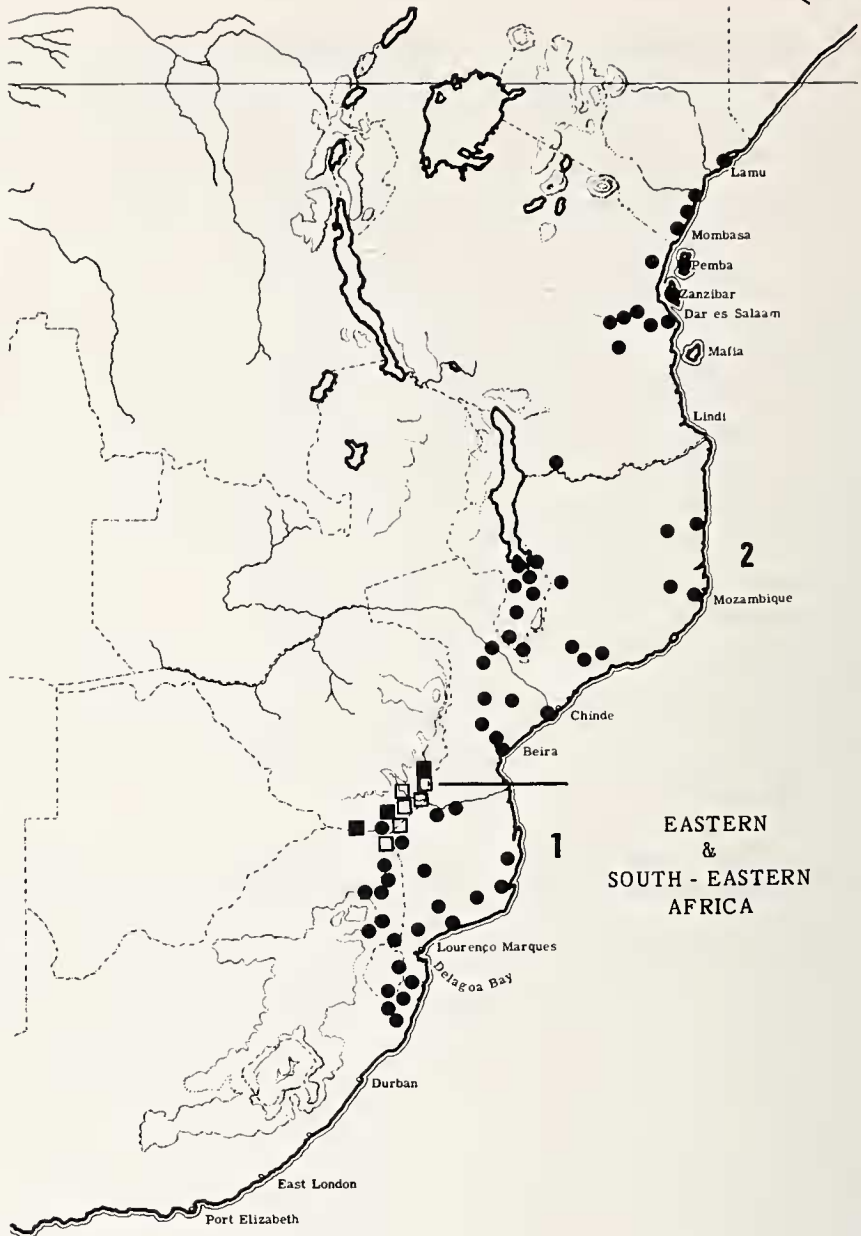 Lamu
Mombasa
Pemba
Zanzibar
Dar es Salaam
Mafia
Lindi
2
Mozambique
Chinde
Beira
1
EASTERN
&
SOUTH - EASTERN
AFRICA
Lourenço Marques
Delagoa Bay
Durban
East London
Port Elizabeth